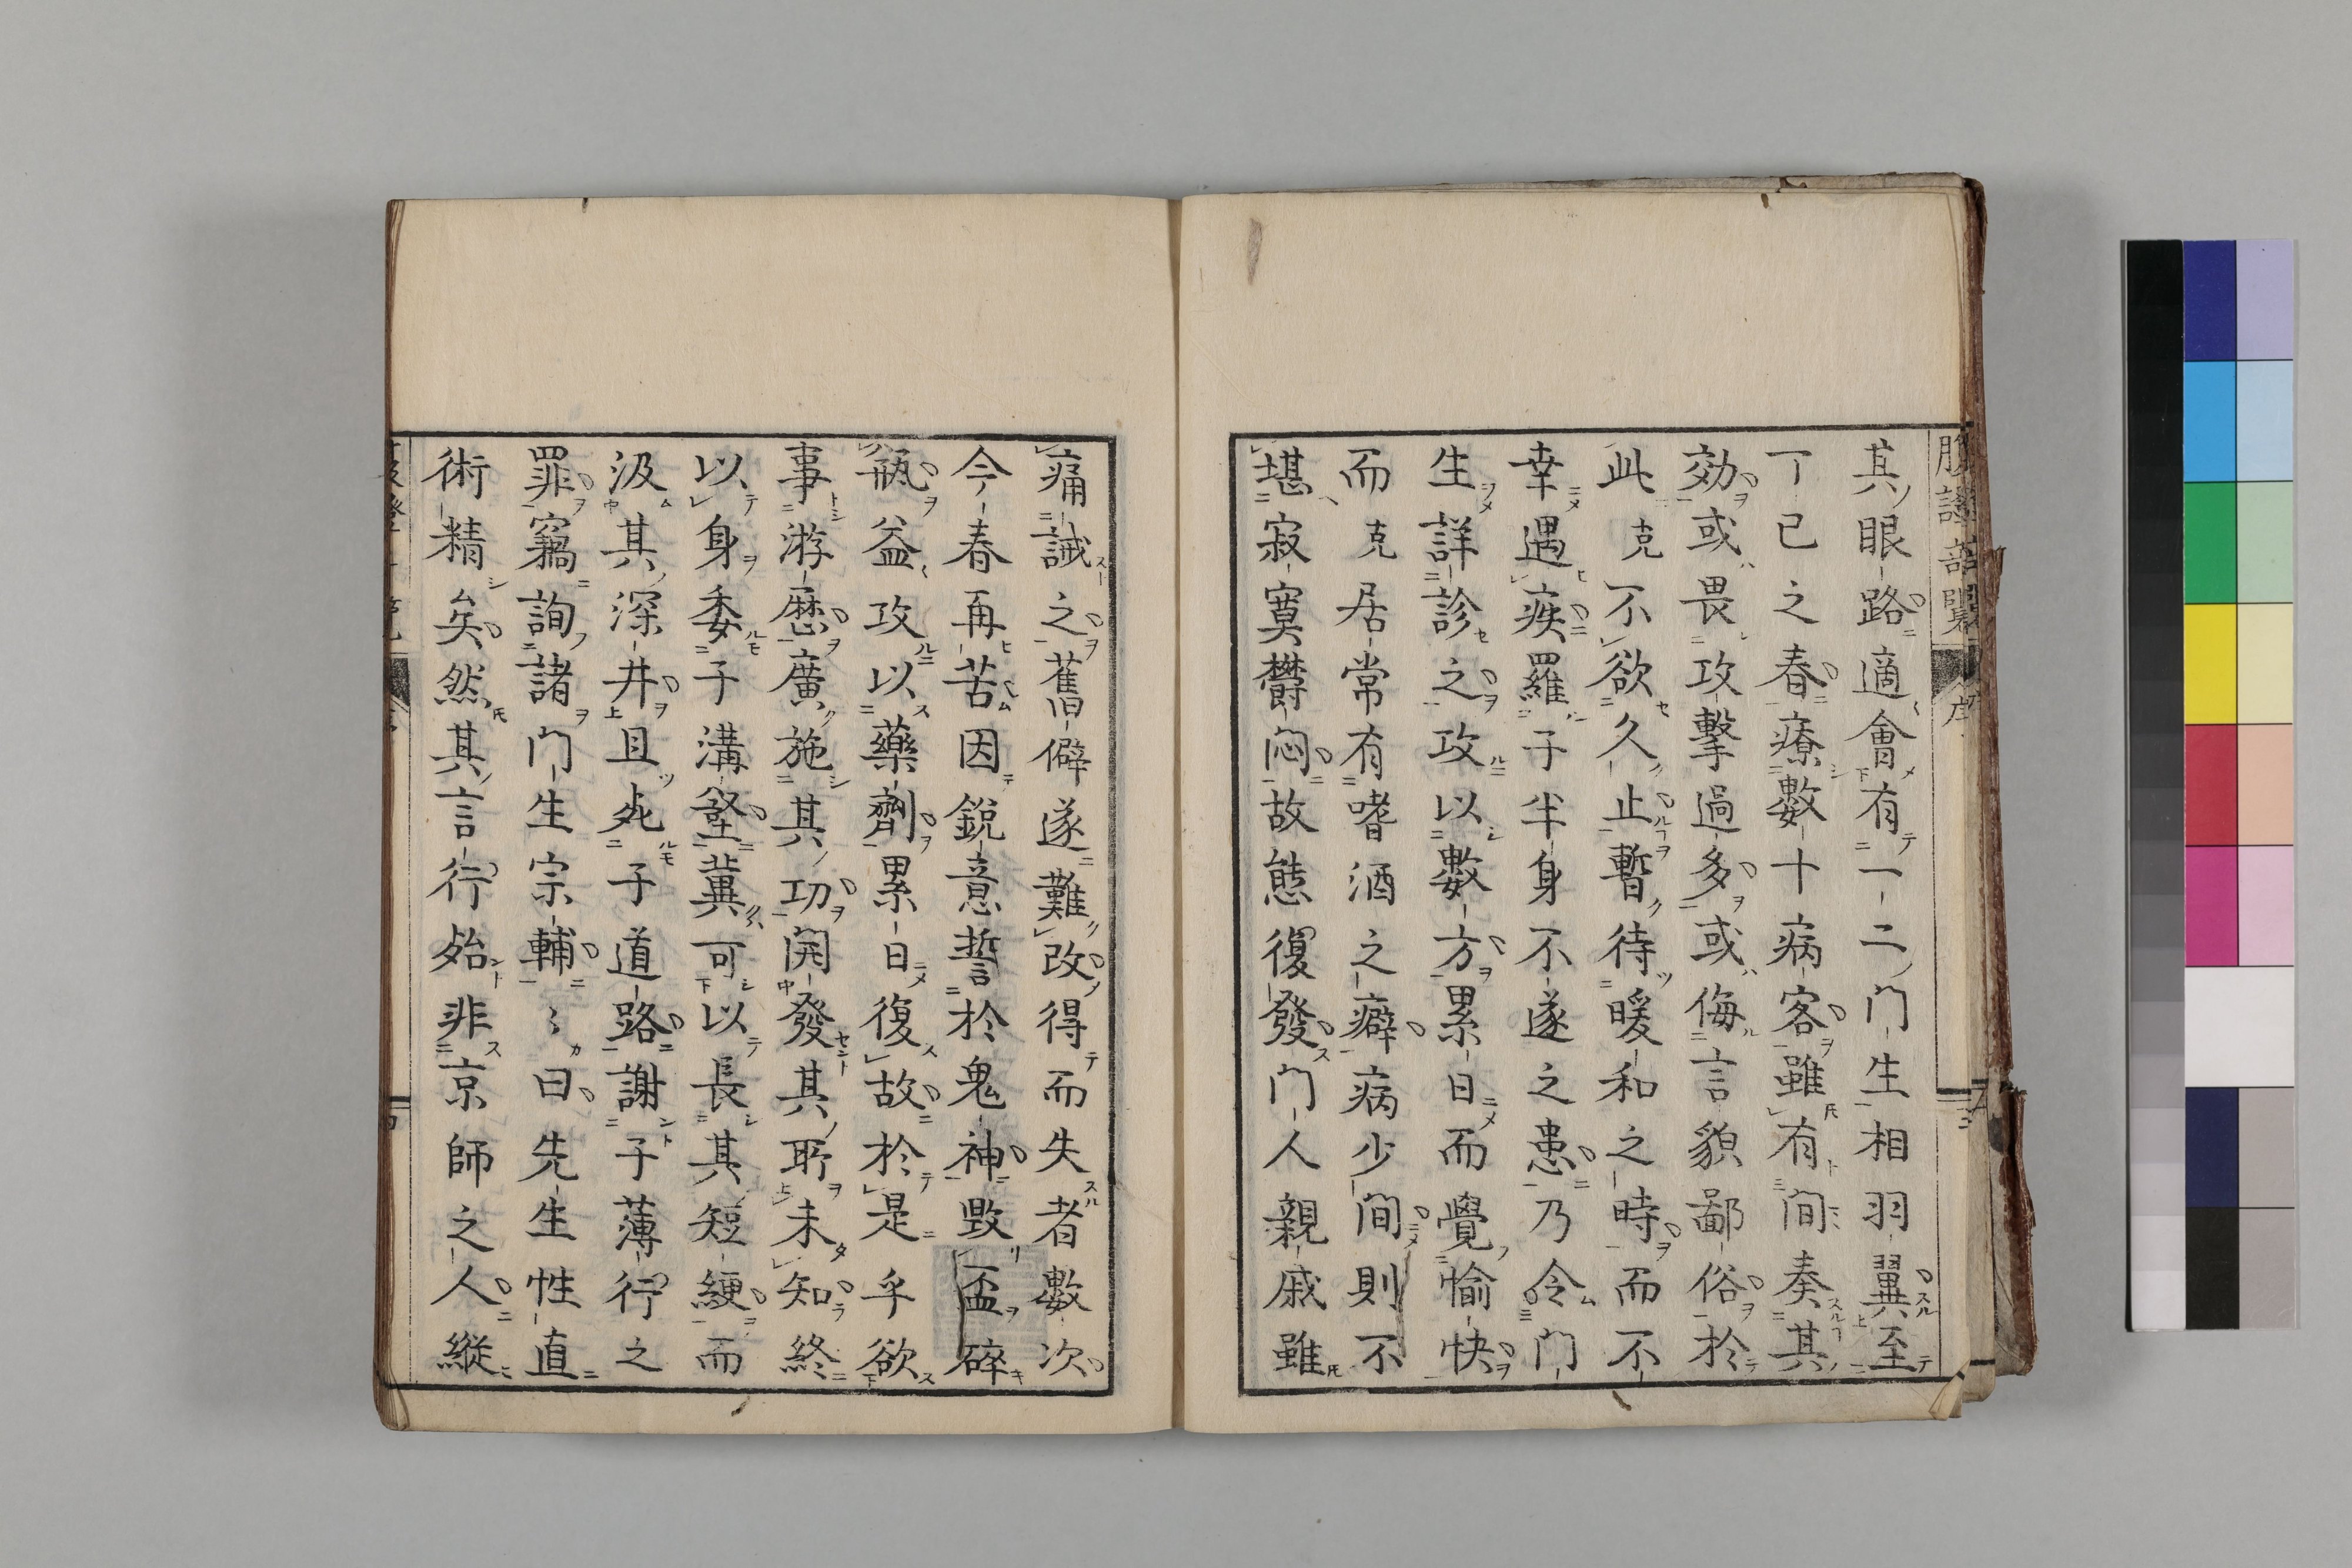 其眼路適會有一二門生相羽翼至
丁已之春療數十病客雖有間奏其
効或畏攻擊過多或侮言貌鄙俗於
此克不欲久止暫待暖和之時而不
幸遇疾羅子半身不遂之患乃令門
生詳診之攻以數方累日而覺愉快
而克居常有嗜酒之癖病少間則不
堪寂寞欝悶故態復發門人親戚雖
痛誡之舊僻遂難改得而失者數次
今春再苦因銳意誓於鬼神毀盃碎
瓶益攻以藥劑累日復故於是乎欲
事游歷廣施其功開發其所未知終
以身委子溝壑冀可以長其短綆而
汲其深井且死子道路謝子薄行之
罪竊詢諸門生宗輔〻曰先生性直
術精矣然其言行殆非京師之人縱